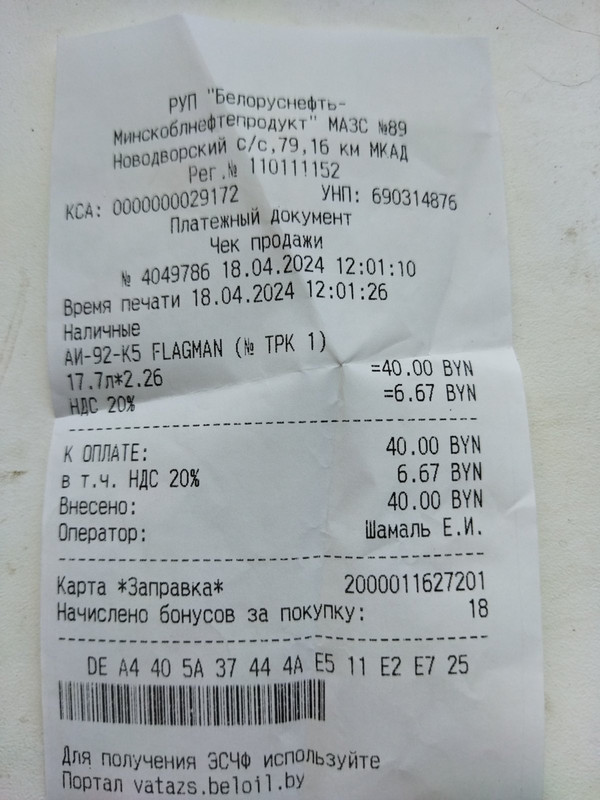 РУП "Белоруснефть-
Минскоблнефтепродукт" МАЗС №89
Новодворский с/с,79,16 км МКАД
Рег.№ 110111152
КСА: 0000000029172 УНП: 690314876
Платежный документ
Чек продажи
№ 4049786 18.04.2024 12:01:10
Время печати 18.04.2024 12:01:26
Наличные
АИ-92-К5 FLAGMAN (№ ТРК 1)
17.7л*2.26 =40.00 BYN
НДС 20% =6.67 BYN
К ОПЛАТЕ: 40.00 BYN
в т.ч. НДС 20% 6.67 BYN
Внесено: 40.00 BYN
Оператор: Шамаль Е.И.
Карта *Заправка* 2000011627201
Начислено бонусов за покупку: 18
DE A4 40 5A 37 44 4A E5 11 E2 E7 25
Для получения ЭСЧФ используйте
Портал vatazs.beloil.by